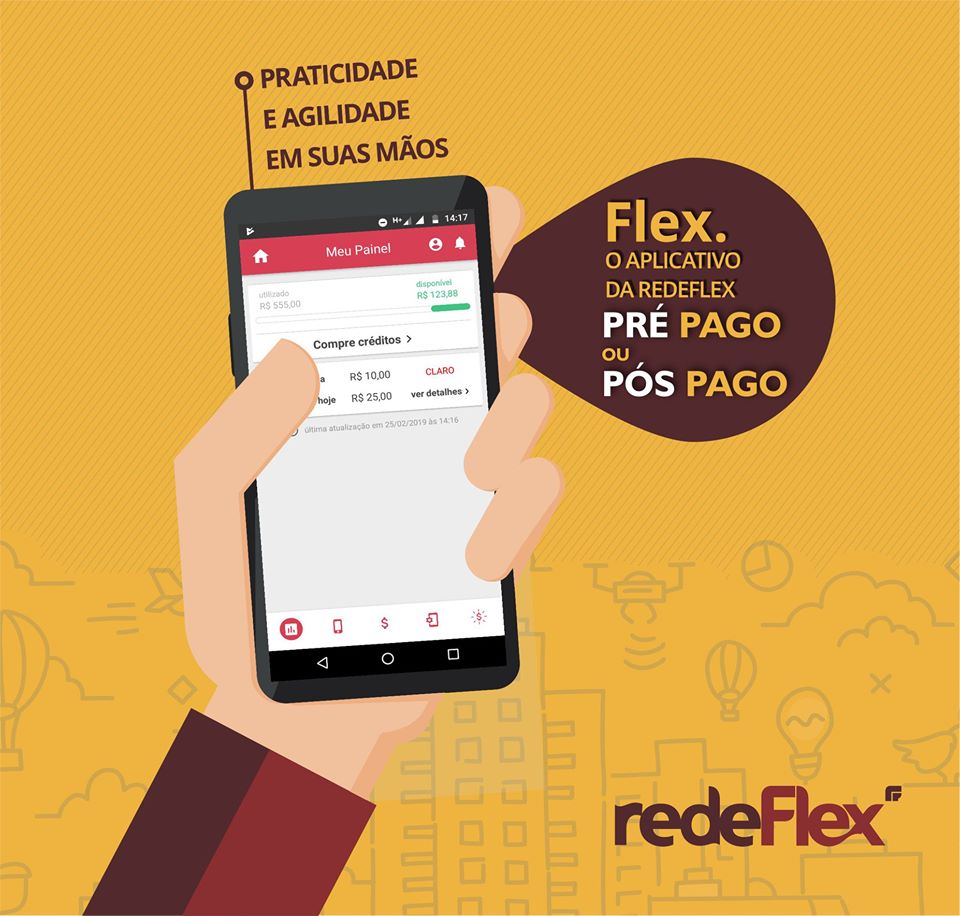 PRATICIDADE
E AGILIDADE
EM SUAS MÃOS
H+ 14:17
Meu Painel
utilizado
R$ 555,00
disponível
R$ 123,88
Compre créditos >
a R$ 10,00 CLARO
hoje R$ 25,00 ver detalhes >
última atualização em 25/02/2019 às 14:16
Flex.
O APLICATIVO
DA REDEFLEX
PRÉ PAGO
OU
PÓS PAGO
redeFlex